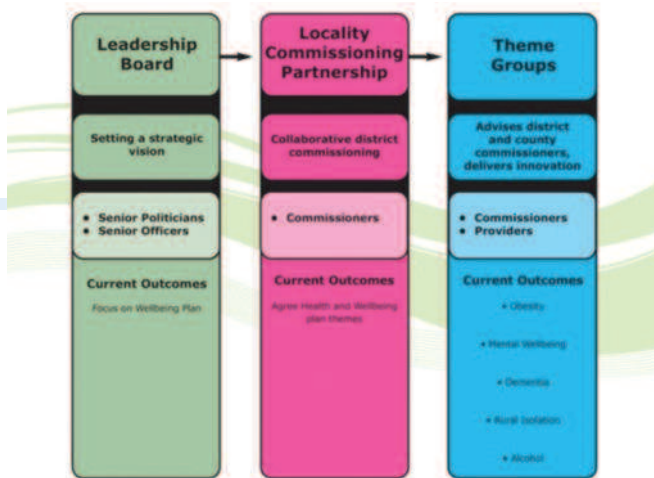 Leadership
Board
Setting a strategic
vision
• Senior Politicians
• Senior Officers
Current Outcomes
Focus on Wellbeing Plan
Locality
Commissioning
Partnership
Collaborative district
commissioning
• Commissioners
Current Outcomes
Agree Health and Wellbeing
plan themes
Theme
Groups
Advises district
and county
commissioners,
delivers innovation
• Commissioners
• Providers
Current Outcomes
• Obesity
• Mental Wellbeing
• Dementia
• Rural Isolation
• Alcohol